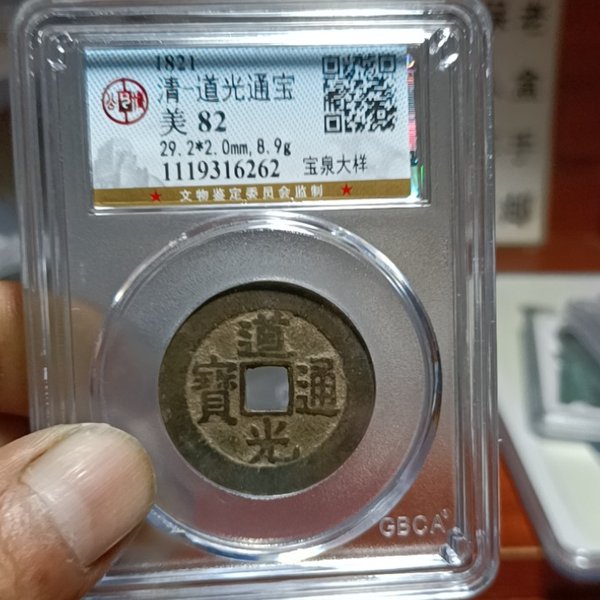 1821
清-道光通宝
美 82
29.2*2.0mm, 8.9g
1119316262
宝泉大样
文物鉴定委员会监制
道光通寶
GBCA